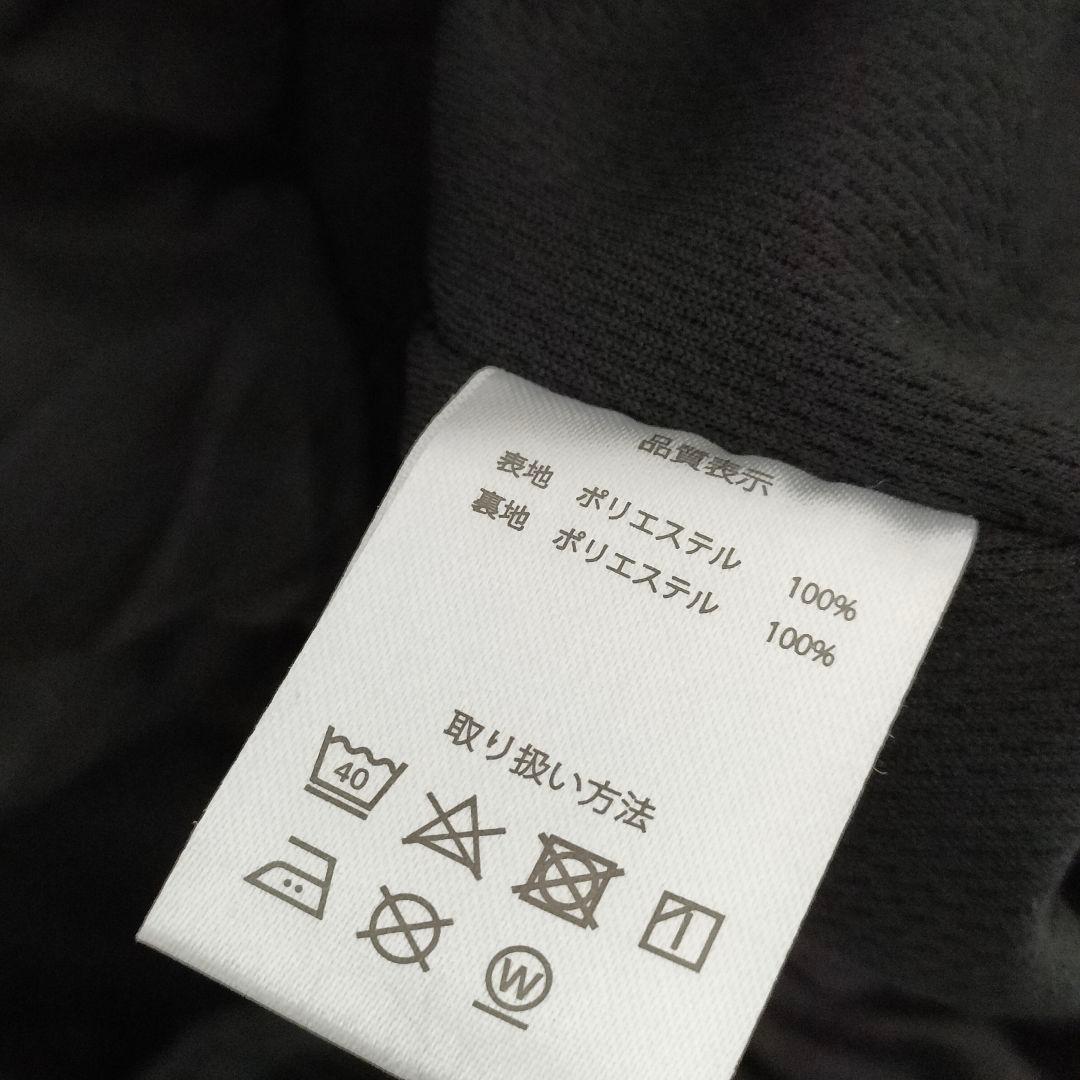 品質表示
表地 ポリエステル 100%
裏地 ポリエステル 100%
取り扱い方法
40
W